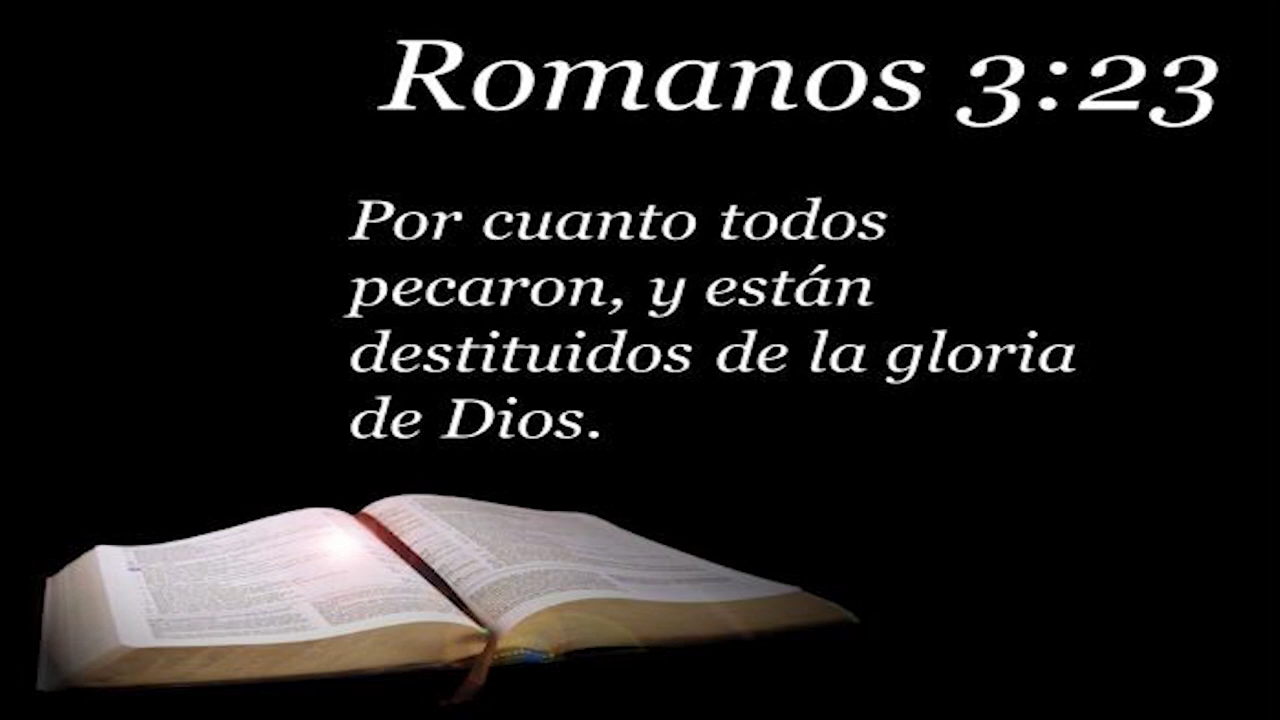 Romanos 3:23
Por cuanto todos
pecaron, y están
destituidos de la gloria
de Dios.